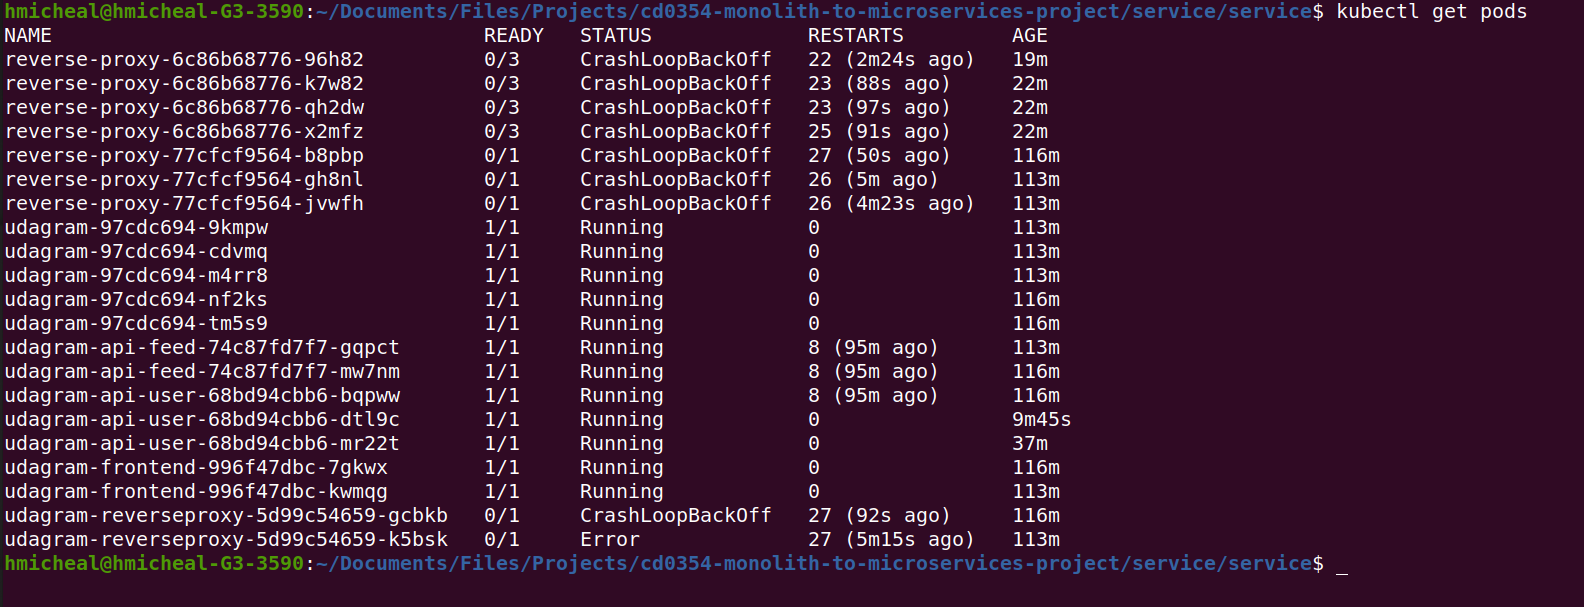 hmicheal@hmicheal-G3-3590:~/Documents/Files/Projects/cd0354-monolith-to-microservices-project/service/service$ kubectl get pods
NAME READY STATUS RESTARTS AGE
reverse-proxy-6c86b68776-96h82 0/3 CrashLoopBackOff 22 (2m24s ago) 19m
reverse-proxy-6c86b68776-k7w82 0/3 CrashLoopBackOff 23 (88s ago) 22m
reverse-proxy-6c86b68776-qh2dw 0/3 CrashLoopBackOff 23 (97s ago) 22m
reverse-proxy-6c86b68776-x2mfz 0/3 CrashLoopBackOff 25 (91s ago) 22m
reverse-proxy-77cfcf9564-b8pbp 0/1 CrashLoopBackOff 27 (50s ago) 116m
reverse-proxy-77cfcf9564-gh8nl 0/1 CrashLoopBackOff 26 (5m ago) 113m
reverse-proxy-77cfcf9564-jvwfh 0/1 CrashLoopBackOff 26 (4m23s ago) 113m
udagram-97cdc694-9kmpw 1/1 Running 0 113m
udagram-97cdc694-cdvmq 1/1 Running 0 113m
udagram-97cdc694-m4rr8 1/1 Running 0 113m
udagram-97cdc694-nf2ks 1/1 Running 0 116m
udagram-97cdc694-tm5s9 1/1 Running 0 116m
udagram-api-feed-74c87fd7f7-gqpct 1/1 Running 8 (95m ago) 113m
udagram-api-feed-74c87fd7f7-mw7nm 1/1 Running 8 (95m ago) 116m
udagram-api-user-68bd94cbb6-bqpww 1/1 Running 8 (95m ago) 116m
udagram-api-user-68bd94cbb6-dtl9c 1/1 Running 0 9m45s
udagram-api-user-68bd94cbb6-mr22t 1/1 Running 0 37m
udagram-frontend-996f47dbc-7gkwx 1/1 Running 0 116m
udagram-frontend-996f47dbc-kwmqg 1/1 Running 0 113m
udagram-reverseproxy-5d99c54659-gcbkb 0/1 CrashLoopBackOff 27 (92s ago) 116m
udagram-reverseproxy-5d99c54659-k5bsk 0/1 Error 27 (5m15s ago) 113m
hmicheal@hmicheal-G3-3590:~/Documents/Files/Projects/cd0354-monolith-to-microservices-project/service/service$ _